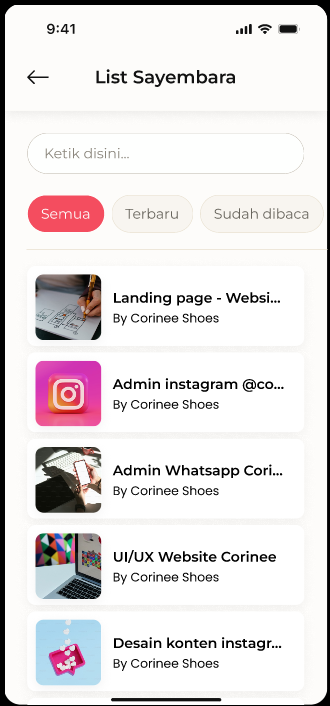 9:41
List Sayembara
Ketik disini...
Semua
Terbaru
Sudah dibaca
Landing page - Websi...
By Corinee Shoes
Admin instagram @co...
By Corinee Shoes
Admin Whatsapp Cori...
By Corinee Shoes
UI/UX Website Corinee
By Corinee Shoes
Desain konten instagr...
By Corinee Shoes